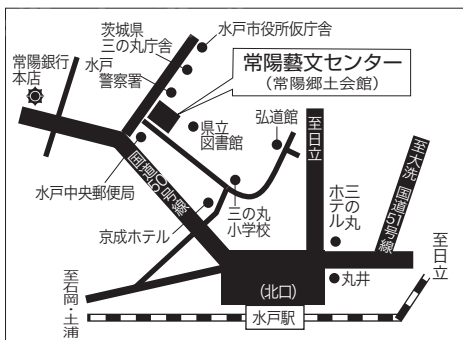 茨城県
三の丸庁舎
水戸市役所仮庁舎
常陽銀行
本店
水戸
警察署
常陽藝文センター
(常陽郷土会館)
県立
図書館
弘道館
至日立
至大洗 国道51号線
水戸中央郵便局
国道50号線
三の丸
小学校
京成ホテル
三の丸
ホテル
至日立
丸井
(北口)
水戸駅
至石岡・土浦